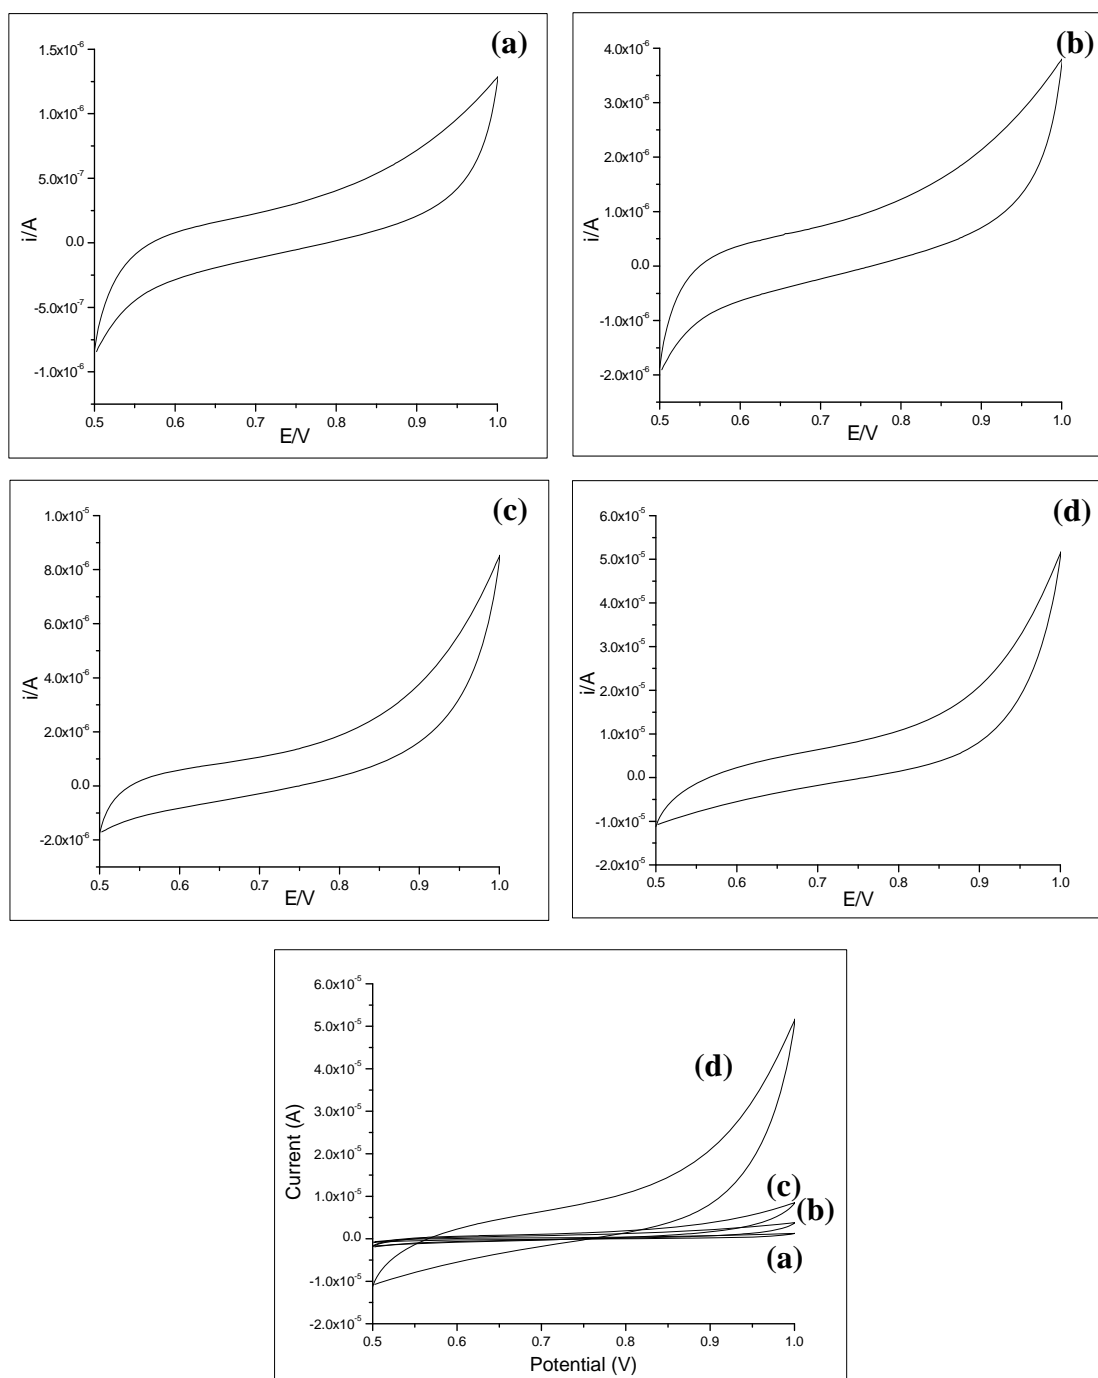 (a)
1.5x10⁻⁶
1.0x10⁻⁶
5.0x10⁻⁷
0.0
-5.0x10⁻⁷
-1.0x10⁻⁶
i/A
0.5 0.6 0.7 0.8 0.9 1.0
E/V
(b)
4.0x10⁻⁶
3.0x10⁻⁶
2.0x10⁻⁶
1.0x10⁻⁶
0.0
-1.0x10⁻⁶
-2.0x10⁻⁶
i/A
0.5 0.6 0.7 0.8 0.9 1.0
E/V
(c)
1.0x10⁻⁵
8.0x10⁻⁶
6.0x10⁻⁶
4.0x10⁻⁶
2.0x10⁻⁶
0.0
-2.0x10⁻⁶
i/A
0.5 0.6 0.7 0.8 0.9 1.0
E/V
(d)
6.0x10⁻⁵
5.0x10⁻⁵
4.0x10⁻⁵
3.0x10⁻⁵
2.0x10⁻⁵
1.0x10⁻⁵
0.0
-1.0x10⁻⁵
-2.0x10⁻⁵
i/A
0.5 0.6 0.7 0.8 0.9 1.0
E/V
6.0x10⁻⁵
5.0x10⁻⁵
4.0x10⁻⁵
3.0x10⁻⁵
2.0x10⁻⁵
1.0x10⁻⁵
0.0
-1.0x10⁻⁵
-2.0x10⁻⁵
Current (A)
(d)
(c)
(b)
(a)
0.5 0.6 0.7 0.8 0.9 1.0
Potential (V)